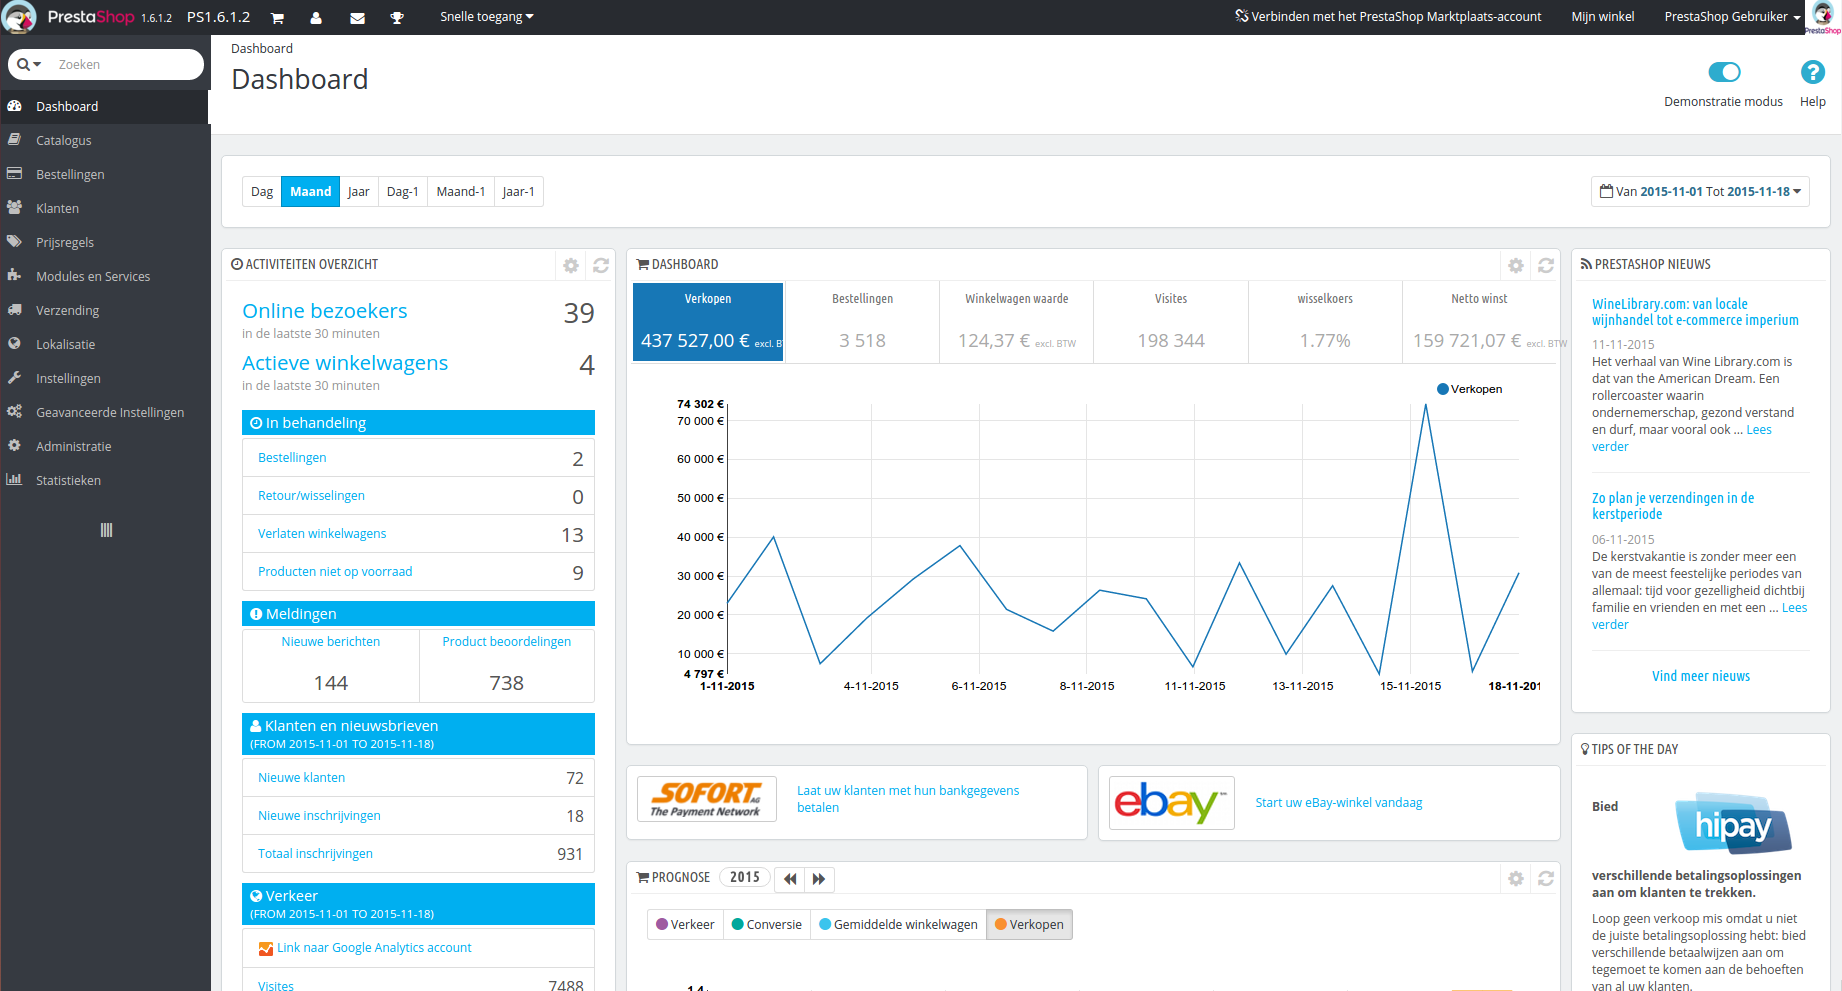 PrestaShop 1.6.1.2 PS1.6.1.2 Snelle toegang Verbinden met het PrestaShop Marktplaats-account Mijn winkel PrestaShop Gebruiker
PrestaShop
Zoeken
Dashboard
Catalogus
Bestellingen
Klanten
Prijsregels
Modules en Services
Verzending
Lokalisatie
Instellingen
Geavanceerde Instellingen
Administratie
Statistieken
Dashboard
Dashboard
Demonstratie modus
Help
Dag Maand Jaar Dag-1 Maand-1 Jaar-1
Van 2015-11-01 Tot 2015-11-18
ACTIVITEITEN OVERZICHT
Online bezoekers 39
in de laatste 30 minuten
Actieve winkelwagens 4
in de laatste 30 minuten
In behandeling
Bestellingen 2
Retour/wisselingen 0
Verlaten winkelwagens 13
Producten niet op voorraad 9
Meldingen
Nieuwe berichten Product beoordelingen
144 738
Klanten en nieuwsbrieven
(FROM 2015-11-01 TO 2015-11-18)
Nieuwe klanten 72
Nieuwe inschrijvingen 18
Totaal inschrijvingen 931
Verkeer
(FROM 2015-11-01 TO 2015-11-18)
Link naar Google Analytics account
Visites 7488
DASHBOARD
Verkopen Bestellingen Winkelwagen waarde Visites wisselkoers Netto winst
437 527,00 € excl. B 3 518 124,37 € excl. BTW 198 344 1.77% 159 721,07 € excl. BTW
Verkopen
74 302 €
70 000 €
60 000 €
50 000 €
40 000 €
30 000 €
20 000 €
10 000 €
4 797 €
1-11-2015 4-11-2015 6-11-2015 8-11-2015 11-11-2015 13-11-2015 15-11-2015 18-11-201
SOFORT AG
The Payment Network
Laat uw klanten met hun bankgegevens
betalen
ebay
Start uw eBay-winkel vandaag
PROGNOSE 2015
Verkeer Conversie Gemiddelde winkelwagen Verkopen
1.4
PRESTASHOP NIEUWS
WineLibrary.com: van locale
wijnhandel tot e-commerce imperium
11-11-2015
Het verhaal van Wine Library.com is
dat van the American Dream. Een
rollercoaster waarin
ondernemerschap, gezond verstand
en durf, maar vooral ook ... Lees
verder
Zo plan je verzendingen in de
kerstperiode
06-11-2015
De kerstvakantie is zonder meer een
van de meest feestelijke periodes van
allemaal: tijd voor gezelligheid dichtbij
familie en vrienden en met een ... Lees
verder
Vind meer nieuws
TIPS OF THE DAY
Bied
hipay
verschillende betalingsoplossingen
aan om klanten te trekken.
Loop geen verkoop mis omdat u niet
de juiste betalingsoplossing hebt: bied
verschillende betaalwijzen aan om
tegemoet te komen aan de behoeften
van al uw klanten.